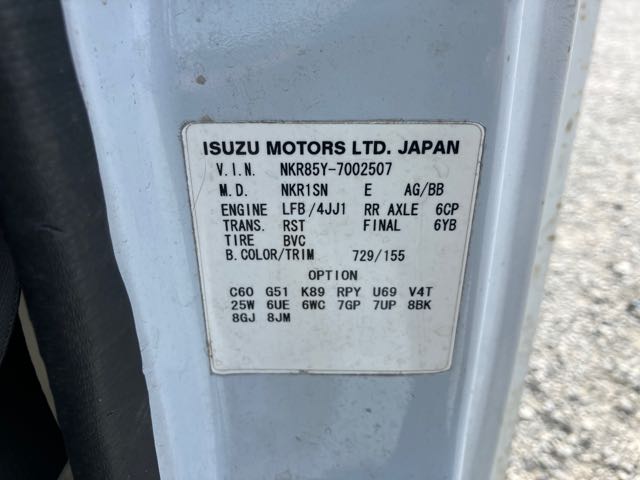 ISUZU MOTORS LTD. JAPAN
V.I.N. NKR85Y-7002507
M.D. NKR1SN E AG/BB
ENGINE LFB/4JJ1 RR AXLE 6CP
TRANS. RST FINAL 6YB
TIRE BVC
B.COLOR/TRIM 729/155
OPTION
C60 G51 K89 RPY U69 V4T
25W 6UE 6WC 7GP 7UP 8BK
8GJ 8JM